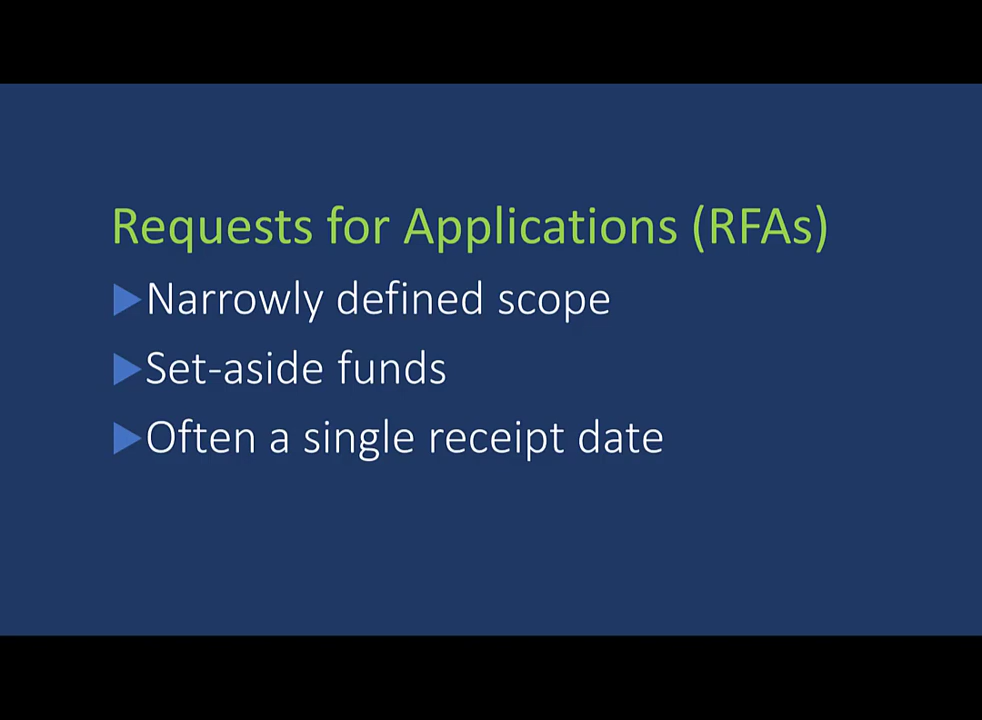 Requests for Applications (RFAs)
Narrowly defined scope
Set-aside funds
Often a single receipt date